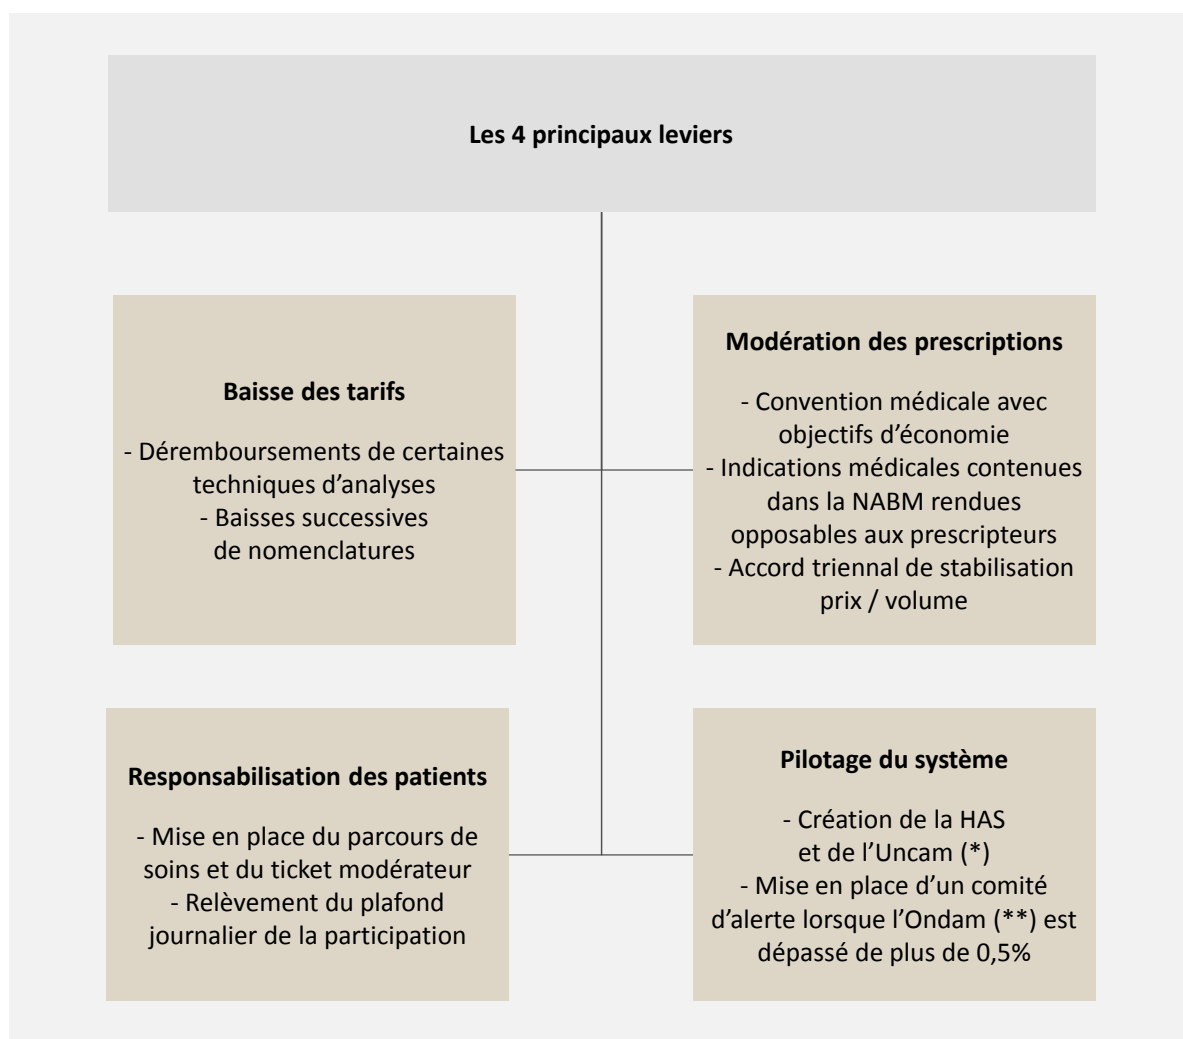 Les 4 principaux leviers
Baisse des tarifs
- Déremboursements de certaines
techniques d’analyses
- Baisses successives
de nomenclatures
Modération des prescriptions
- Convention médicale avec
objectifs d’économie
- Indications médicales contenues
dans la NABM rendues
opposables aux prescripteurs
- Accord triennal de stabilisation
prix / volume
Responsabilisation des patients
- Mise en place du parcours de
soins et du ticket modérateur
- Relèvement du plafond
journalier de la participation
Pilotage du système
- Création de la HAS
et de l’Uncam (*)
- Mise en place d’un comité
d’alerte lorsque l’Ondam (**) est
dépassé de plus de 0,5%